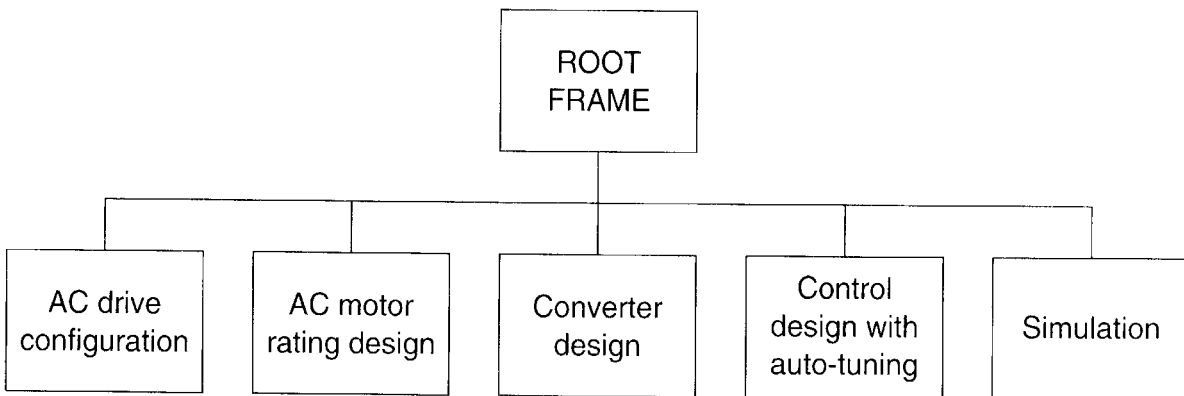 ROOT
FRAME
AC drive
configuration
AC motor
rating design
Converter
design
Control
design with
auto-tuning
Simulation